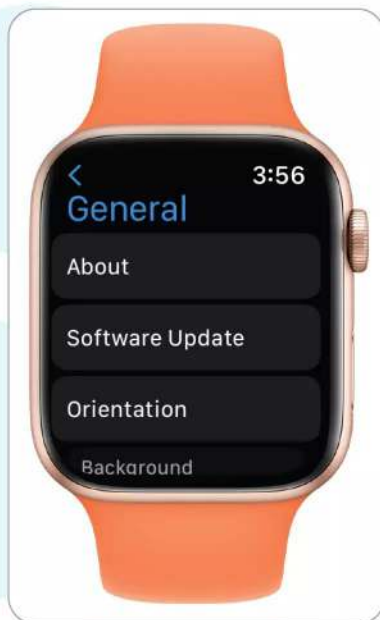 3:56
General
About
Software Update
Orientation
Background